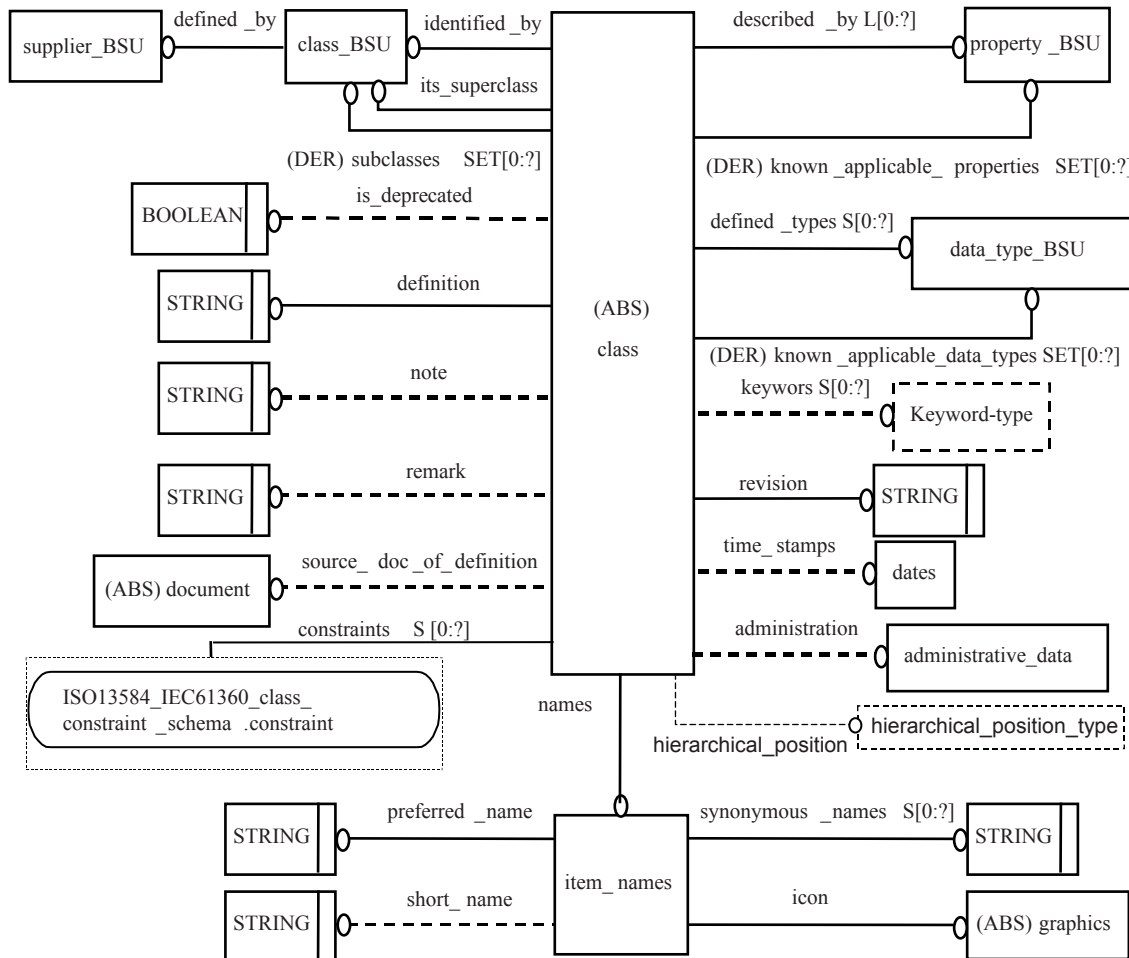 defined _by
identified _by
described _by L[0:?]
supplier_BSU
class_BSU
property _BSU
its_superclass
(DER) subclasses SET[0:?]
(DER) known _applicable_ properties SET[0:?]
is_deprecated
BOOLEAN
defined _types S[0:?]
data_type_BSU
definition
STRING
(ABS)
class
(DER) known _applicable_data_types SET[0:?]
note
STRING
keywors S[0:?]
Keyword-type
remark
STRING
revision
STRING
source_ doc _of_definition
(ABS) document
time_ stamps
dates
constraints S [0:?]
administration
administrative_data
ISO13584_IEC61360_class_
constraint _schema .constraint
names
hierarchical_position
hierarchical_position_type
preferred _name
STRING
synonymous _names S[0:?]
STRING
item_ names
short_ name
STRING
icon
(ABS) graphics